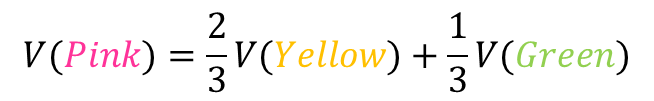 V(Pink) = 2/3 V(Yellow) + 1/3 V(Green)